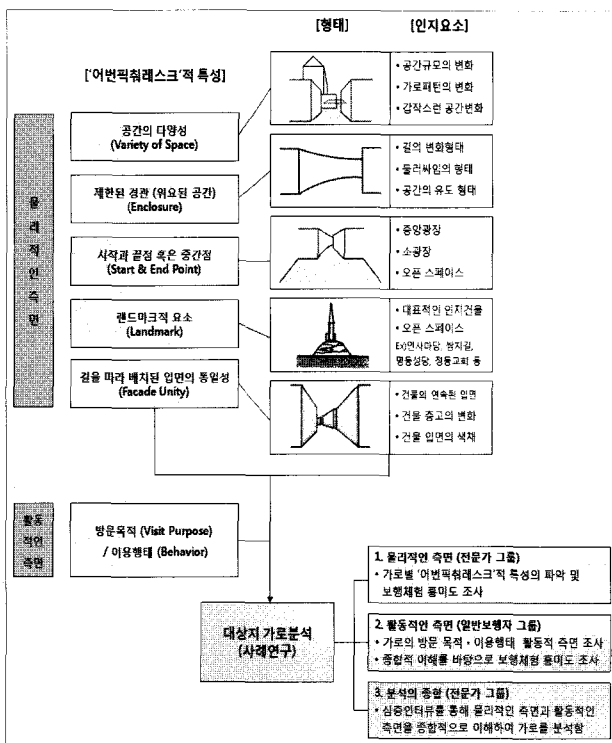 [형태]
[인지요소]
['어번픽춰레스크'적 특성]
물리적인측면
공간의 다양성
(Variety of Space)
• 공간규모의 변화
• 가로패턴의 변화
• 갑작스런 공간변화
제한된 경관 (위요된 공간)
(Enclosure)
• 길의 변화형태
• 둘러싸임의 형태
• 공간의 유도 형태
시작과 끝점 혹은 중간점
(Start & End Point)
• 중앙광장
• 소광장
• 오픈 스페이스
랜드마크적 요소
(Landmark)
• 대표적인 인지건물
• 오픈 스페이스
Ex)인사마당, 쌈지길,
명동성당, 정동교회 등
길을 따라 배치된 입면의 통일성
(Facade Unity)
• 건물의 연속된 입면
• 건물 층고의 변화
• 건물 입면의 색채
활동
적인
측면
방문목적 (Visit Purpose)
/ 이용행태 (Behavior)
대상지 가로분석
(사례연구)
1. 물리적인 측면 (전문가 그룹)
• 가로별 '어번픽춰레스크'적 특성의 파악 및
보행체험 흥미도 조사
2. 활동적인 측면 (일반보행자 그룹)
• 가로의 방문 목적・이용행태 활동적 측면 조사
• 종합적 이해를 바탕으로 보행체험 흥미도 조사
3. 분석의 종합 (전문가 그룹)
• 심층인터뷰를 통해 물리적인 측면과 활동적인
측면을 종합적으로 이해하여 가로를 분석함